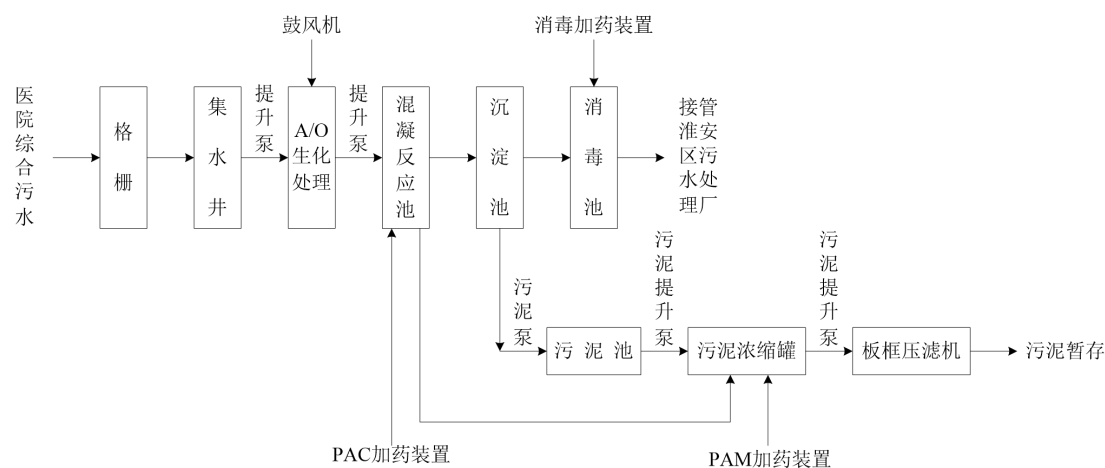 鼓风机
消毒加药装置
医院综合污水
格栅
集水井
提升泵
A/O
生化
处理
提升泵
混凝反应池
沉淀池
消毒池
接管
淮安
区污
水处
理厂
污泥泵
污泥池
污泥提升泵
污泥浓缩罐
污泥提升泵
板框压滤机
污泥暂存
PAC加药装置
PAM加药装置